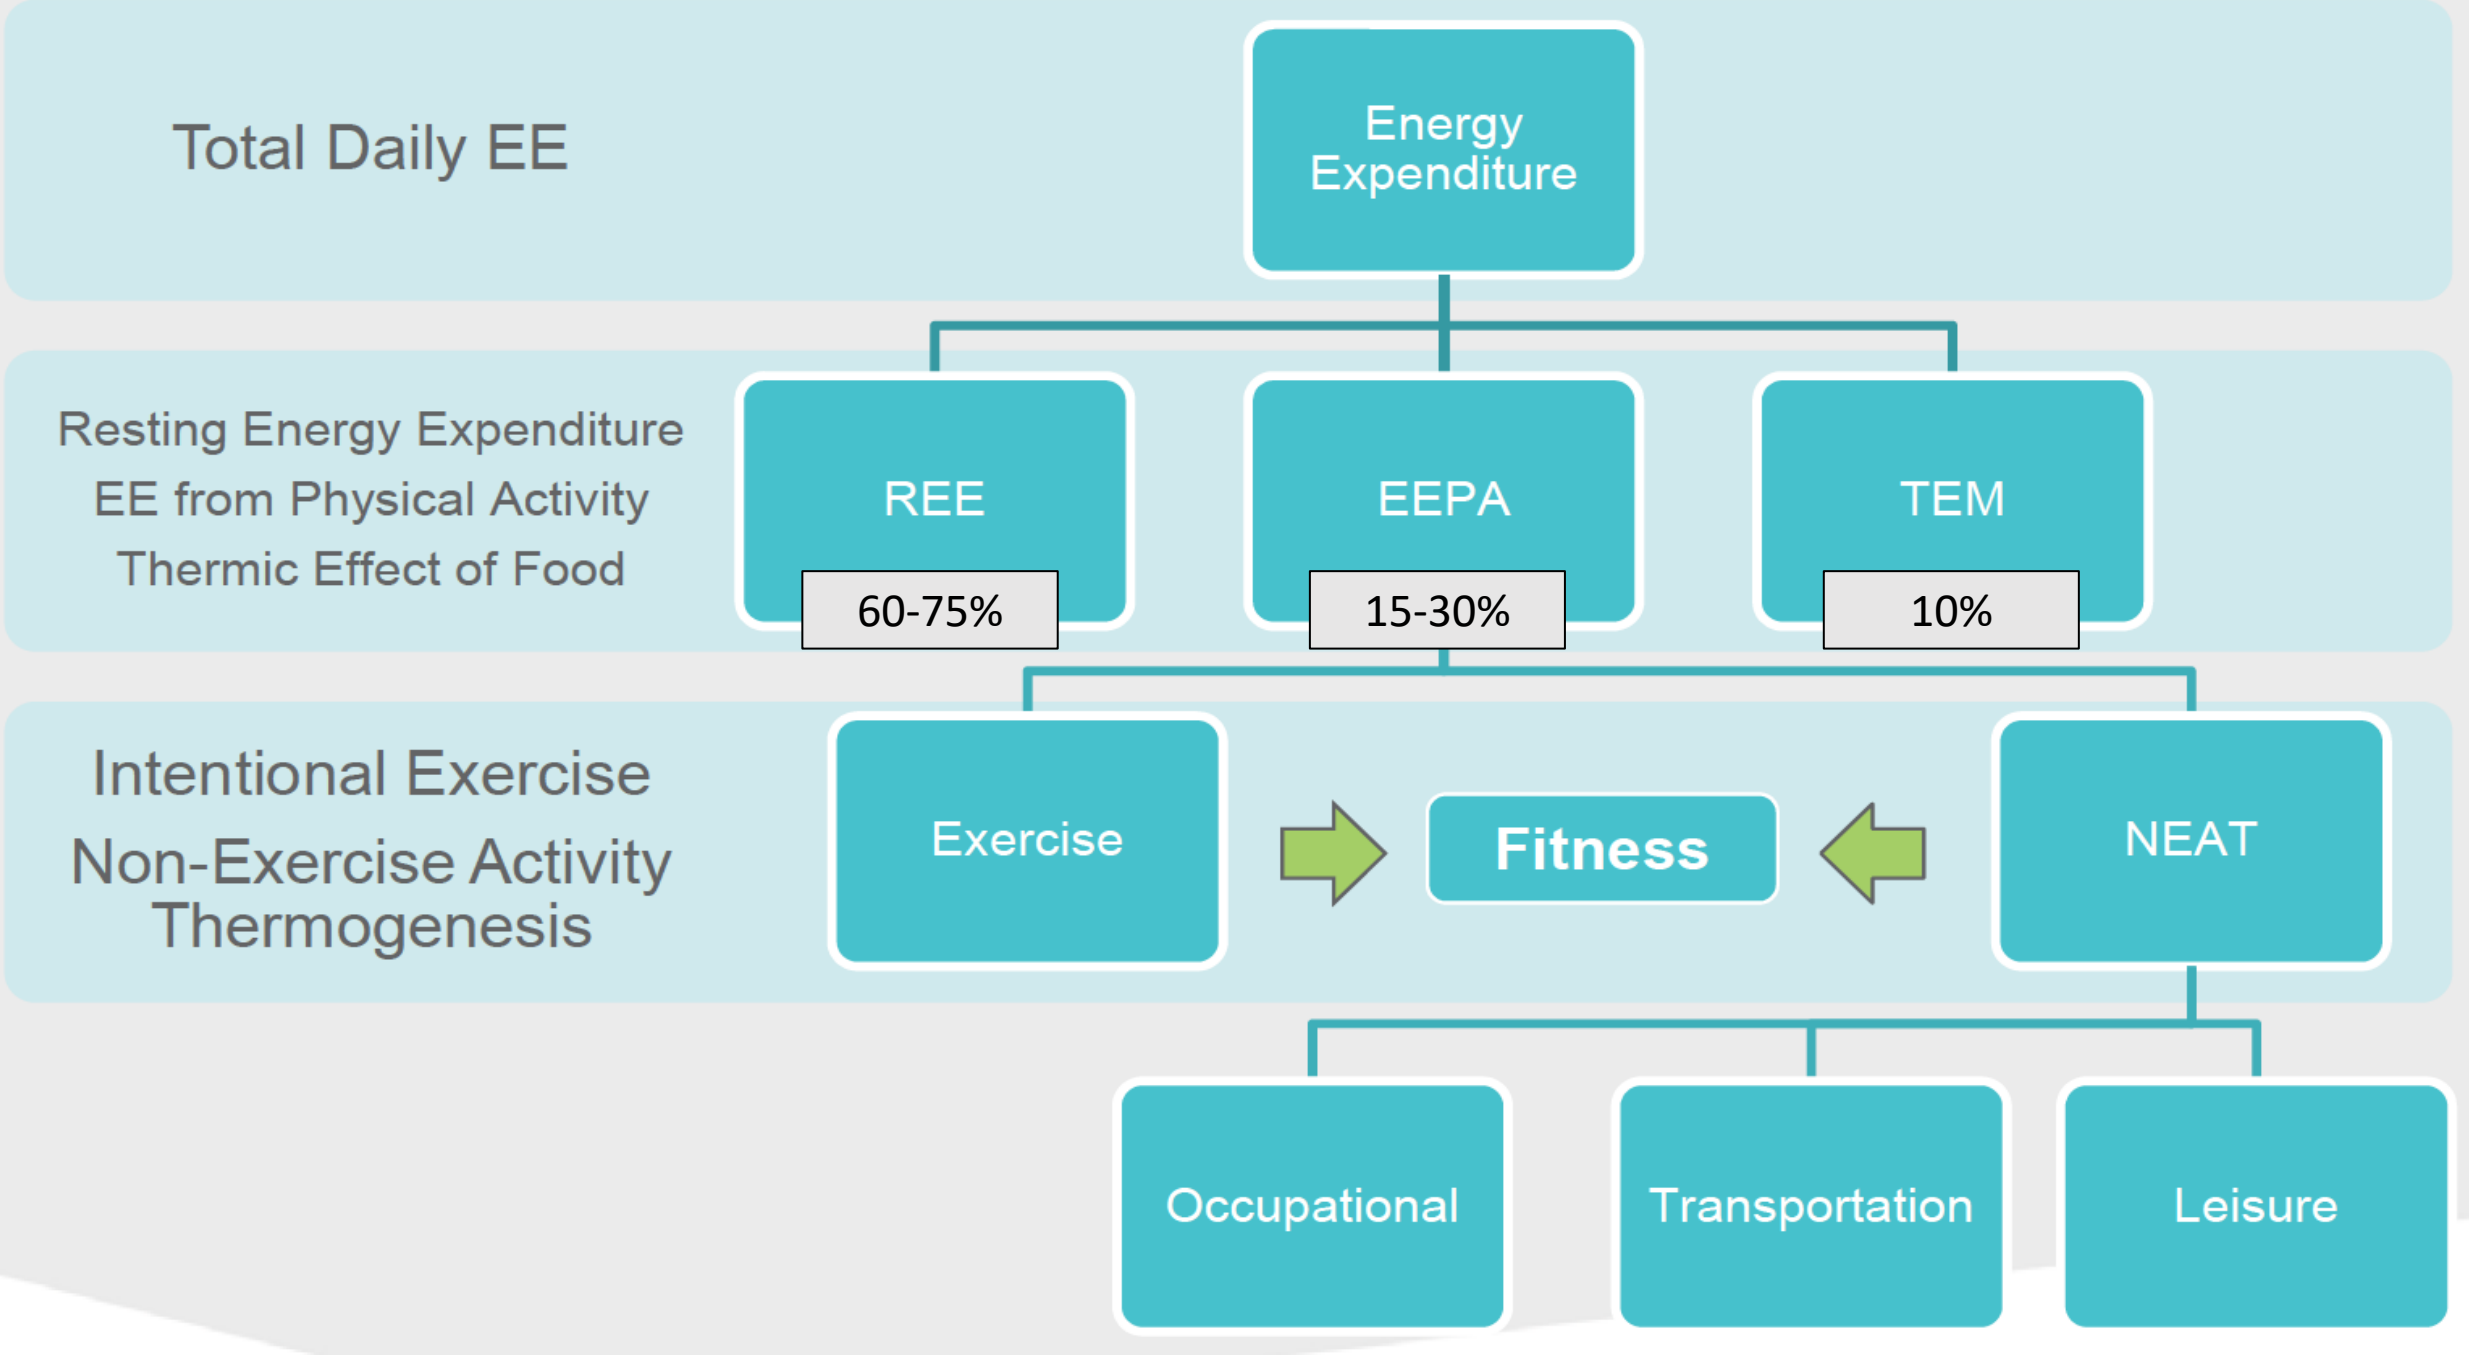 Total Daily EE
Energy
Expenditure
Resting Energy Expenditure
EE from Physical Activity
Thermic Effect of Food
REE
EEPA
TEM
60-75%
15-30%
10%
Intentional Exercise
Non-Exercise Activity
Thermogenesis
Exercise
Fitness
NEAT
Occupational
Transportation
Leisure